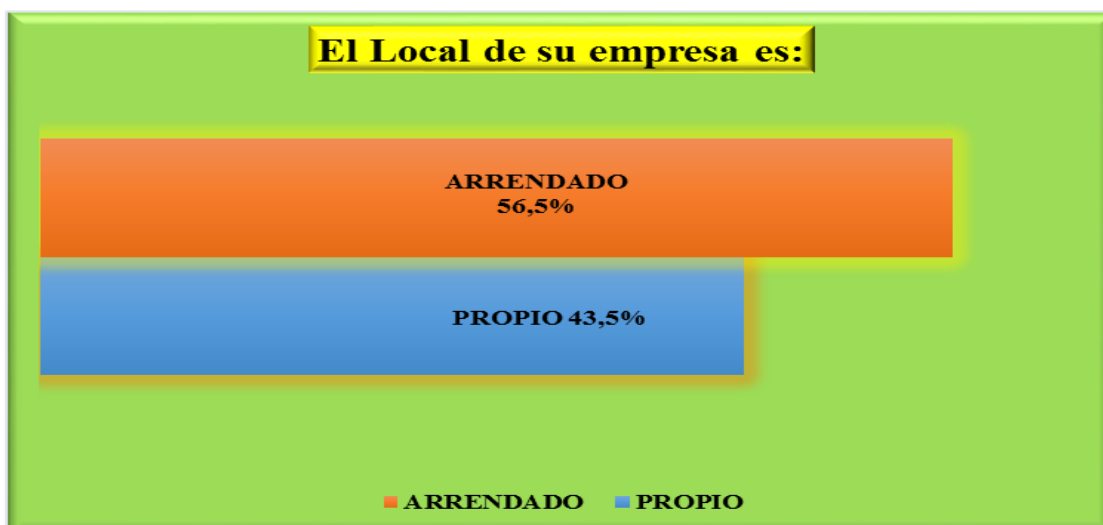 El Local de su empresa es:
ARRENDADO
56,5%
PROPIO 43,5%
ARRENDADO PROPIO